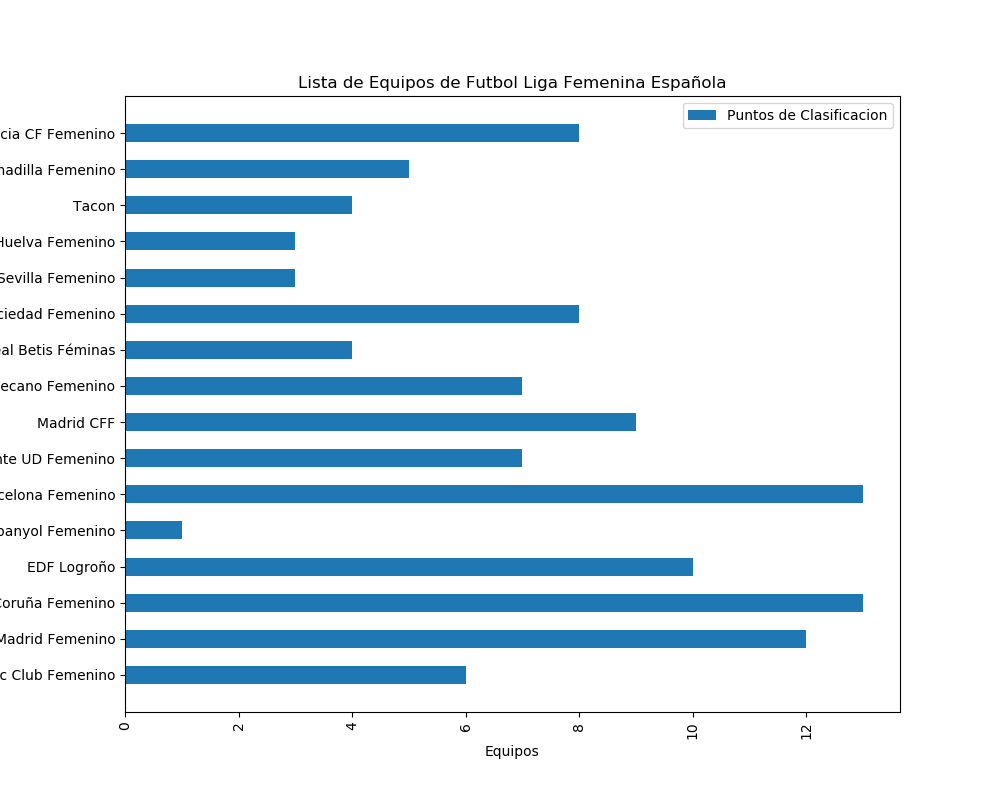 Lista de Equipos de Futbol Liga Femenina Española
Puntos de Clasificacion
cia CF Femenino
nadilla Femenino
Tacon
Huelva Femenino
Sevilla Femenino
ciedad Femenino
eal Betis Féminas
ecano Femenino
Madrid CFF
nte UD Femenino
celona Femenino
panyol Femenino
EDF Logroño
Coruña Femenino
Madrid Femenino
c Club Femenino
0 2 4 6 8 10 12
Equipos